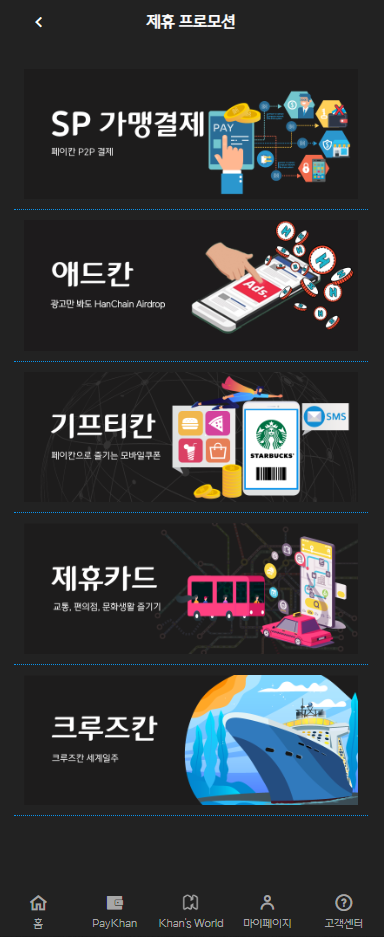 제휴 프로모션
SP 가맹결제
페이칸 P2P 결제
PAY
애드칸
광고만 봐도 HanChain Airdrop
Ads.
기프티칸
페이칸으로 즐기는 모바일쿠폰
SMS
STARBUCKS
제휴카드
교통, 편의점, 문화생활 즐기기
크루즈칸
크루즈칸 세계일주
홈
PayKhan
Khan's World
마이페이지
고객센터